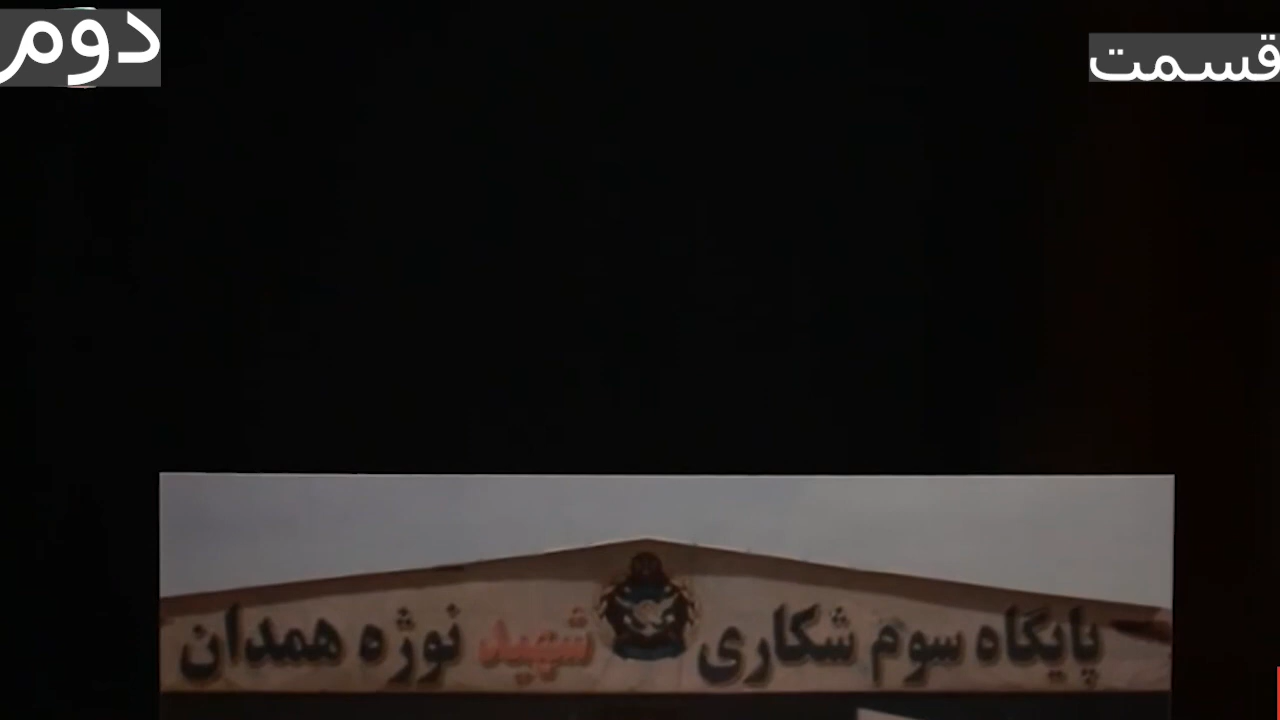 قسمت
دوم
پایگاه سوم شکاری شهید نوژه همدان